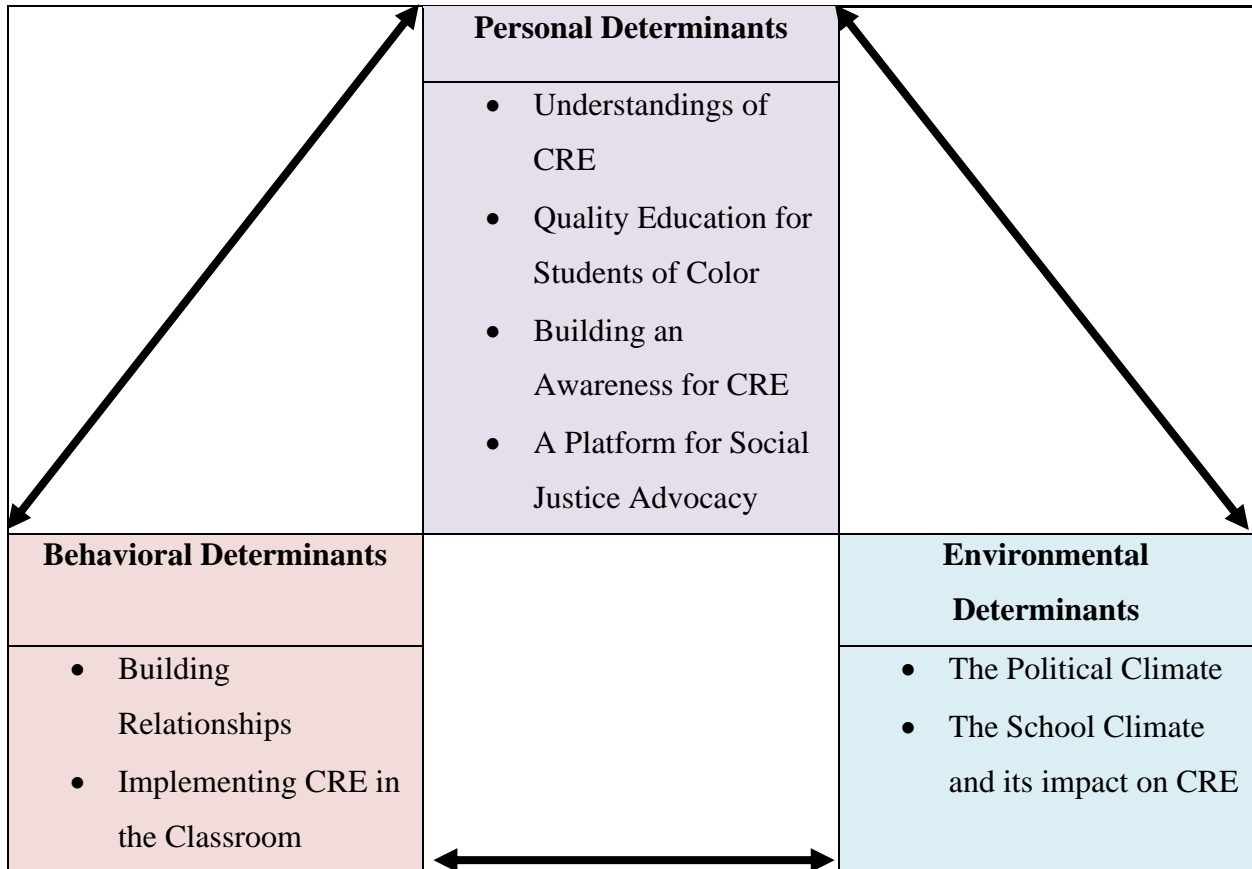 Personal Determinants
• Understandings of
CRE
• Quality Education for
Students of Color
• Building an
Awareness for CRE
• A Platform for Social
Justice Advocacy
Behavioral Determinants
• Building
Relationships
• Implementing CRE in
the Classroom
Environmental
Determinants
• The Political Climate
• The School Climate
and its impact on CRE